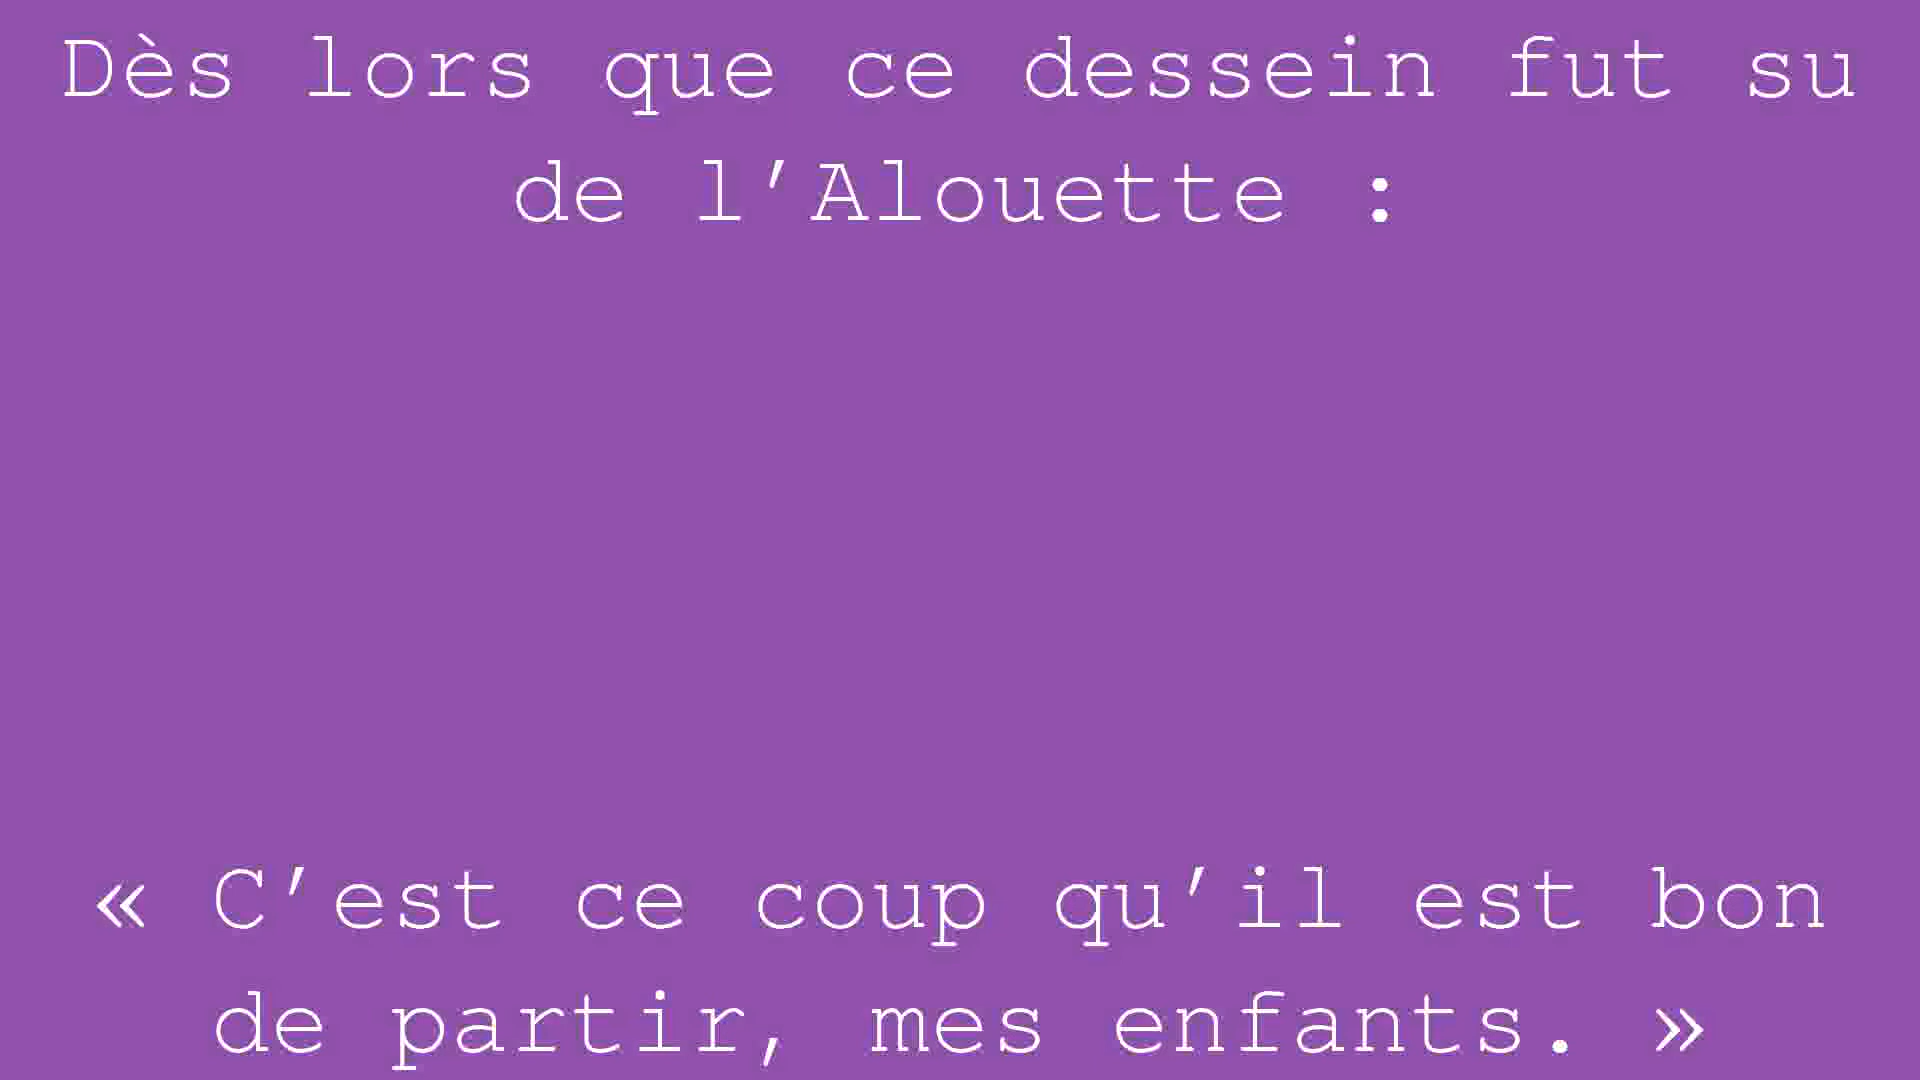 Dès lors que ce dessein fut su
de l'Alouette :
« C'est ce coup qu'il est bon
de partir, mes enfants. »